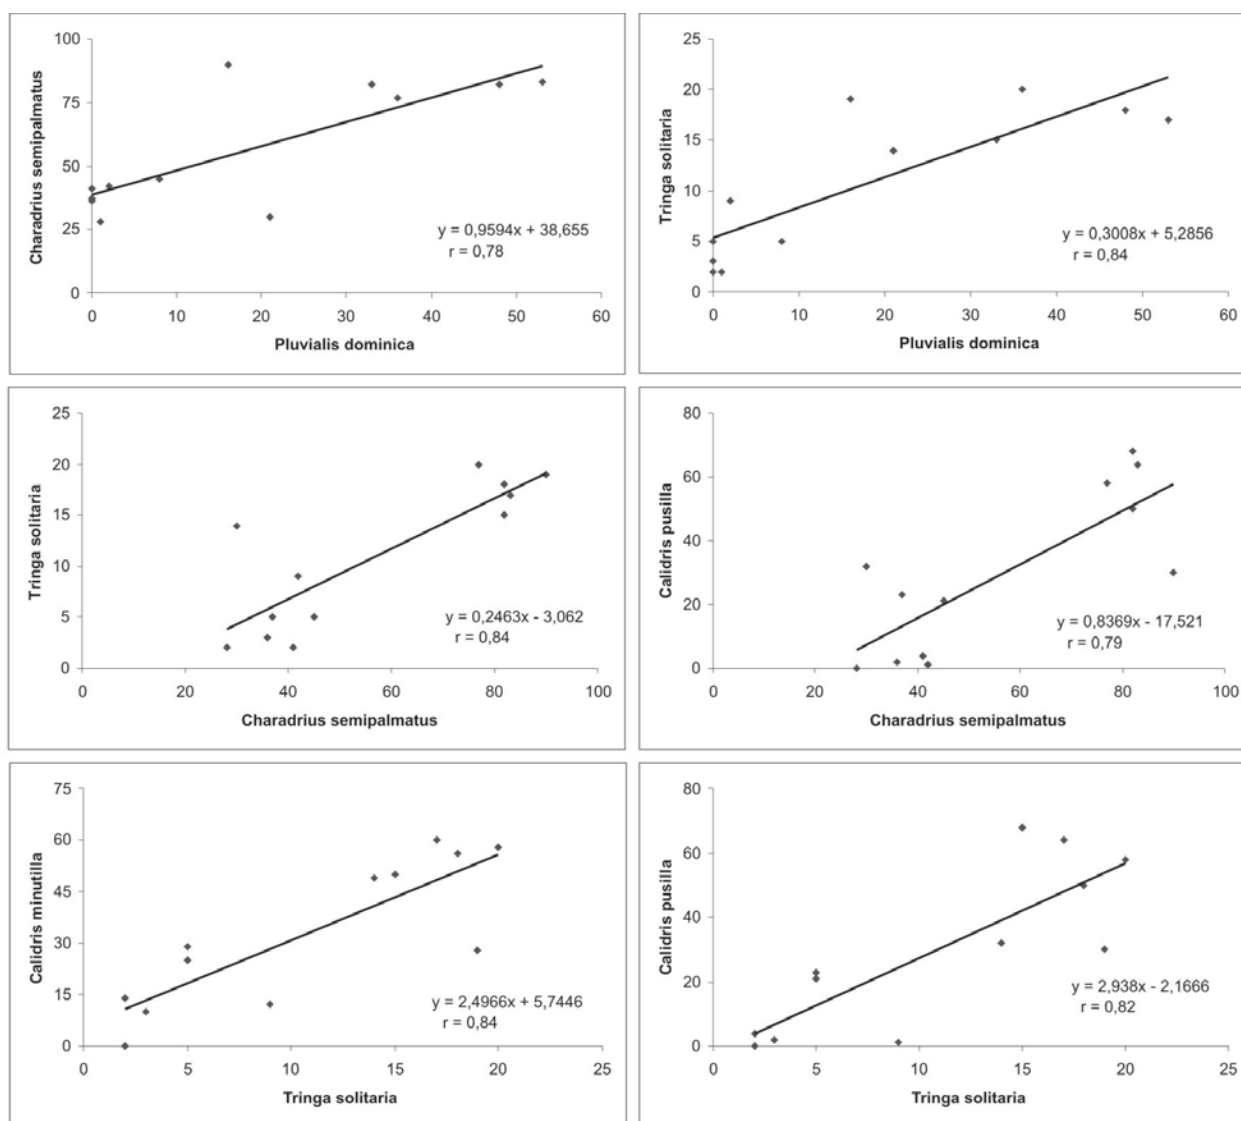 100
75
50
25
0
Charadrius semipalmatus
y = 0,9594x + 38,655
r = 0,78
0 10 20 30 40 50 60
Pluvialis dominica
25
20
15
10
5
0
Tringa solitaria
y = 0,3008x + 5,2856
r = 0,84
0 10 20 30 40 50 60
Pluvialis dominica
25
20
15
10
5
0
Tringa solitaria
y = 0,2463x - 3,062
r = 0,84
0 20 40 60 80 100
Charadrius semipalmatus
80
60
40
20
0
Calidris pusilla
y = 0,8369x - 17,521
r = 0,79
0 20 40 60 80 100
Charadrius semipalmatus
75
60
45
30
15
0
Calidris minutilla
y = 2,4966x + 5,7446
r = 0,84
0 5 10 15 20 25
Tringa solitaria
80
60
40
20
0
Calidris pusilla
y = 2,938x - 2,1666
r = 0,82
0 5 10 15 20 25
Tringa solitaria